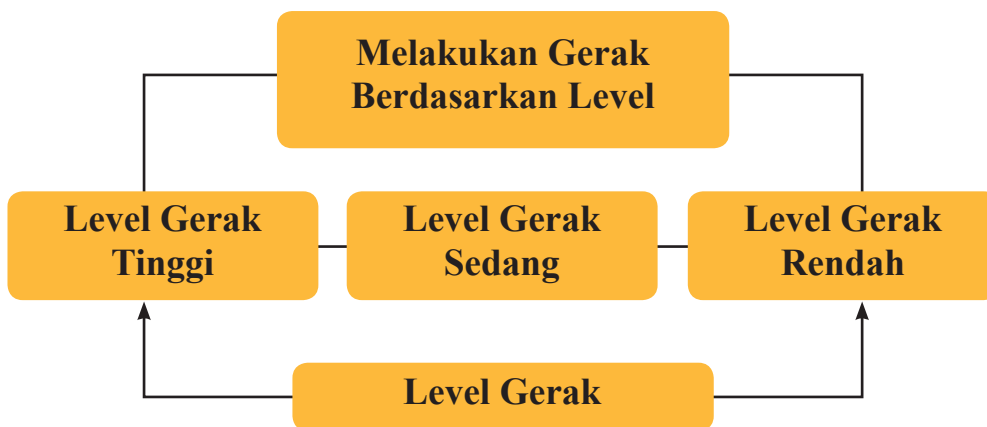 Melakukan Gerak
Berdasarkan Level
Level Gerak
Tinggi
Level Gerak
Sedang
Level Gerak
Rendah
Level Gerak